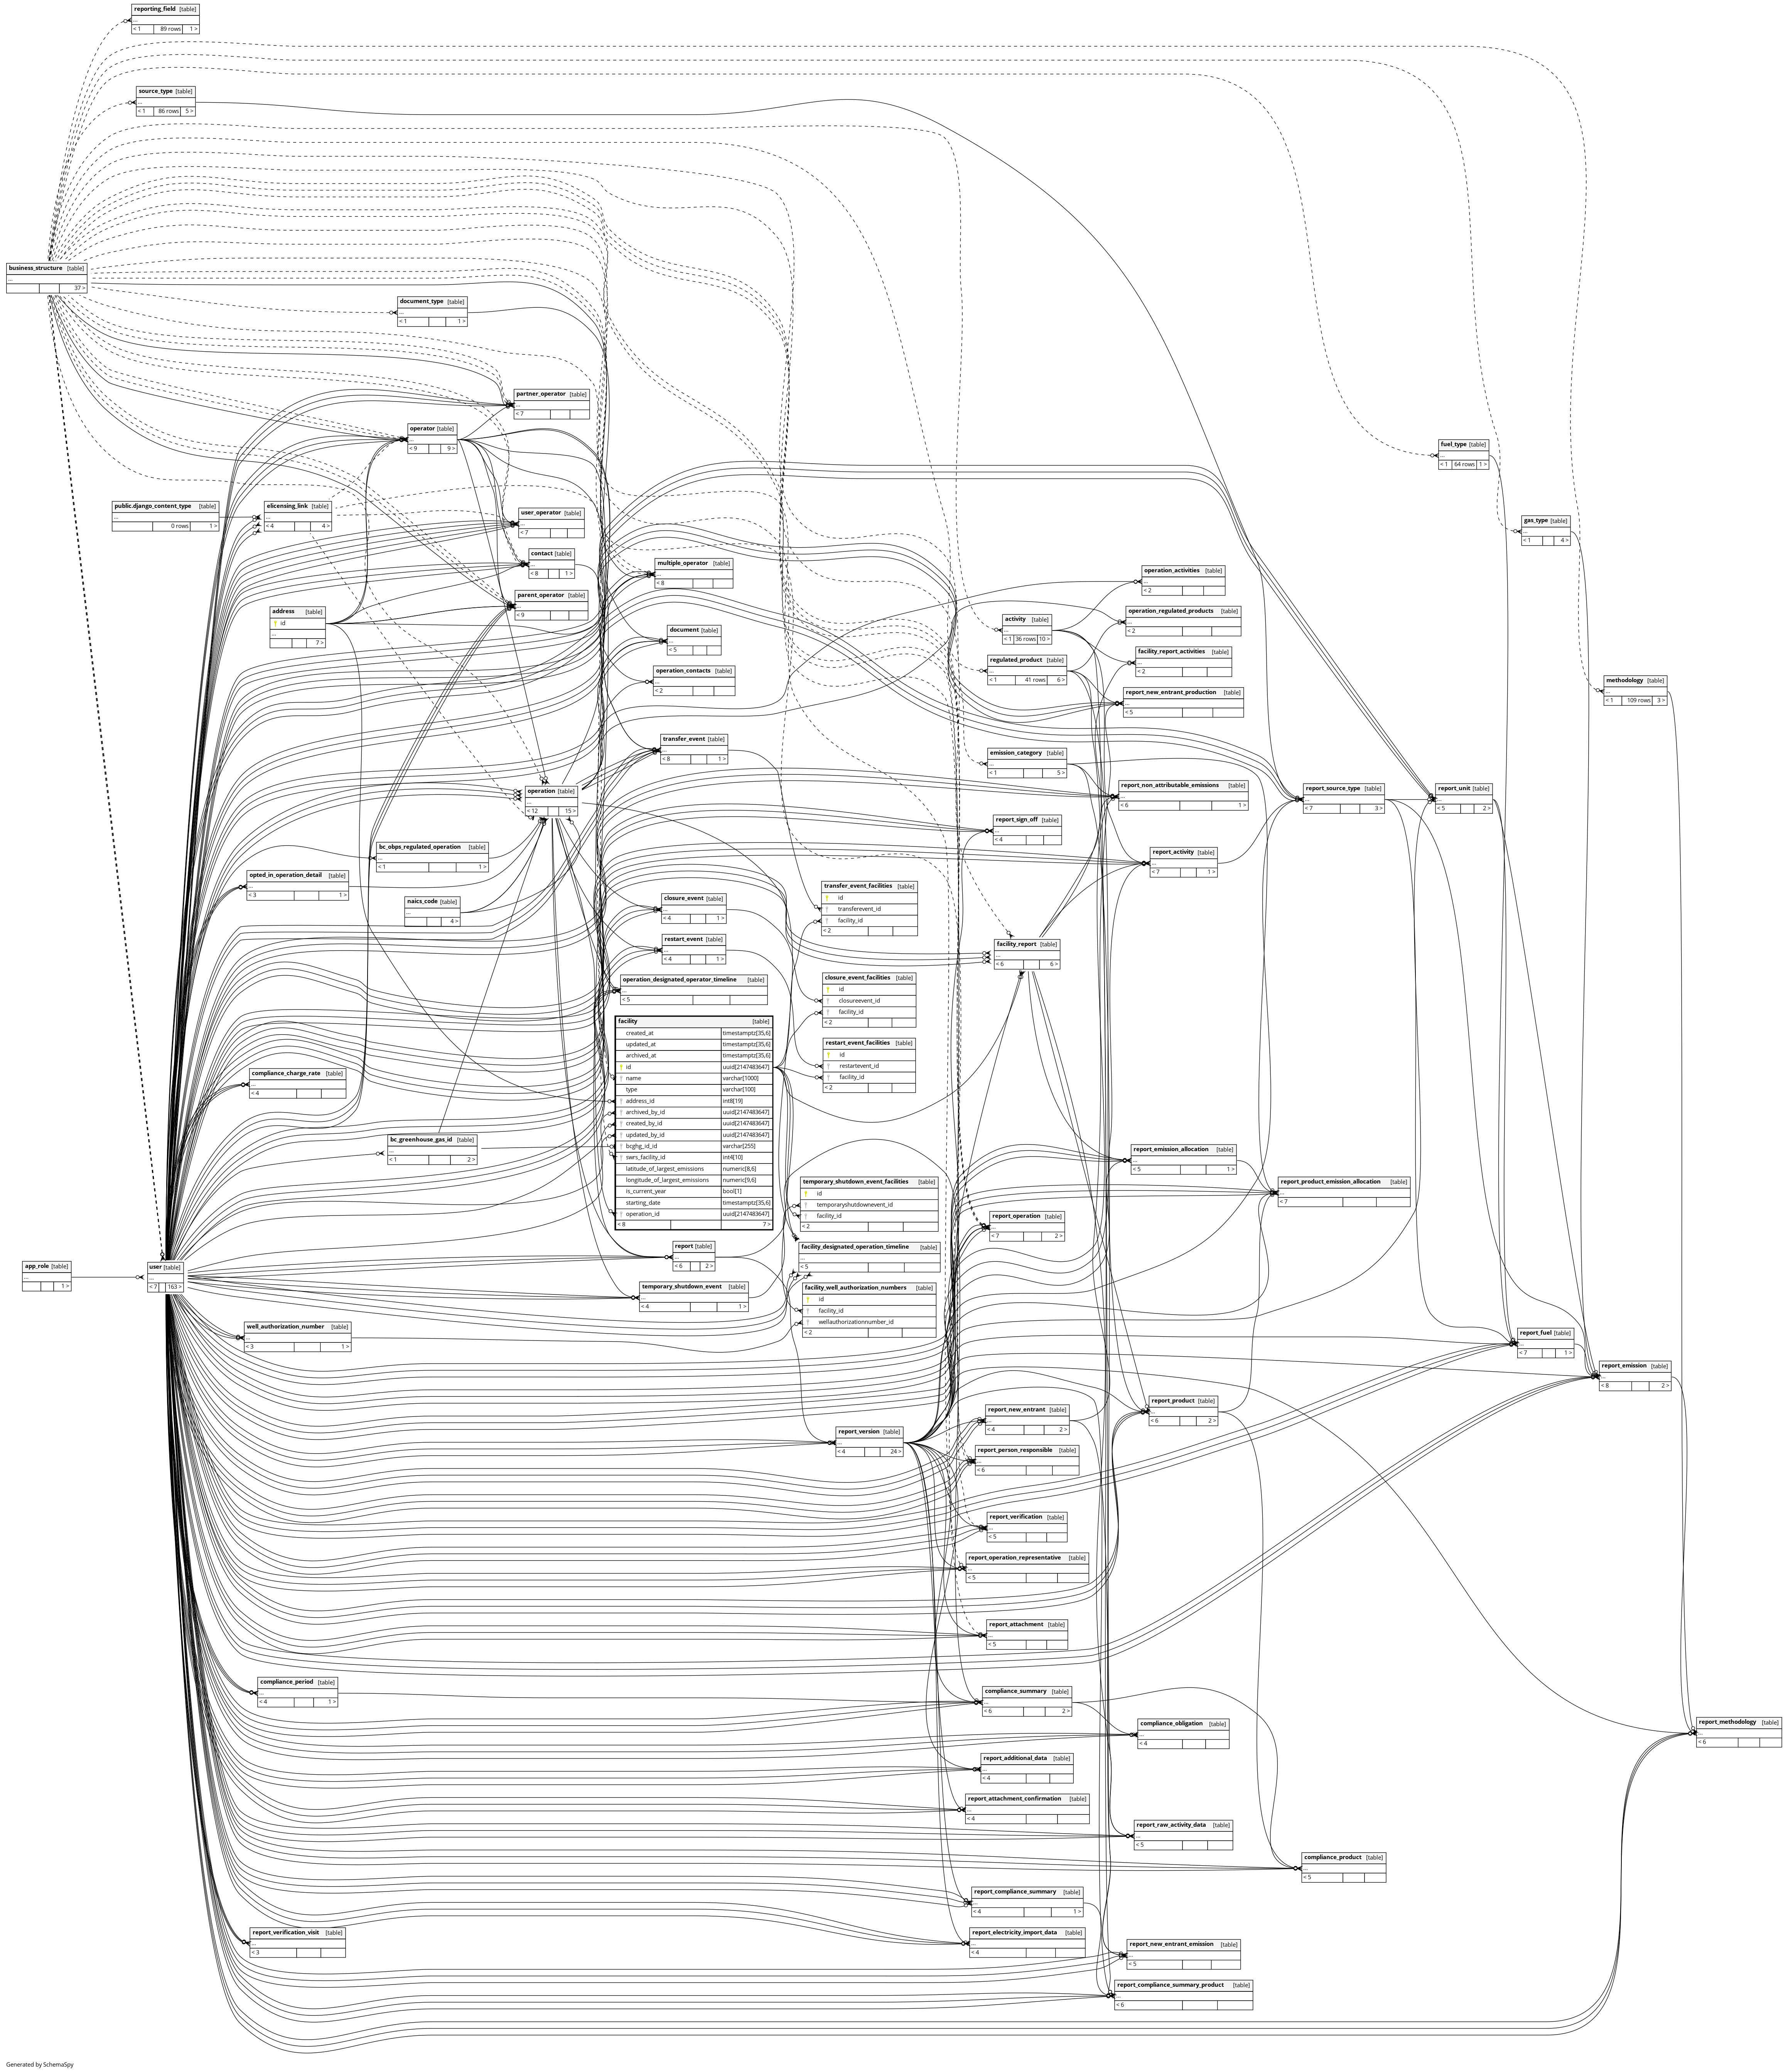 reporting_field [table]
...
< 1 89 rows 1 >
source_type [table]
...
< 1 86 rows 5 >
business_structure [table]
...
37 >
document_type [table]
...
< 1 1 >
partner_operator [table]
...
< 7
operator [table]
...
< 9 9 >
fuel_type [table]
...
< 1 64 rows 1 >
public.django_content_type [table]
...
0 rows 1 >
elicensing_link [table]
...
< 4 4 >
user_operator [table]
...
< 7
gas_type [table]
...
< 1 4 >
contact [table]
...
< 8 1 >
multiple_operator [table]
...
< 8
operation_activities [table]
...
< 2
parent_operator [table]
...
< 9
address [table]
id
...
7 >
operation_regulated_products [table]
...
< 2
activity [table]
...
< 1 36 rows 10 >
document [table]
...
< 5
facility_report_activities [table]
...
< 2
regulated_product [table]
...
< 1 41 rows 6 >
operation_contacts [table]
...
< 2
report_new_entrant_production [table]
...
< 5
methodology [table]
...
< 1 109 rows 3 >
transfer_event [table]
...
< 8 1 >
emission_category [table]
...
< 1 5 >
operation [table]
...
< 12 15 >
report_non_attributable_emissions [table]
...
< 6 1 >
report_source_type [table]
...
< 7 3 >
report_unit [table]
...
< 5 2 >
report_sign_off [table]
...
< 4
bc_obps_regulated_operation [table]
...
< 1 1 >
report_activity [table]
...
< 7 1 >
opted_in_operation_detail [table]
...
< 3 1 >
naics_code [table]
...
4 >
closure_event [table]
...
< 4 1 >
transfer_event_facilities [table]
id
transferevent_id
facility_id
< 2
restart_event [table]
...
< 4 1 >
facility_report [table]
...
< 6 6 >
operation_designated_operator_timeline [table]
...
< 5
closure_event_facilities [table]
id
closureevent_id
facility_id
< 2
facility [table]
created_at timestamptz[35,6]
updated_at timestamptz[35,6]
archived_at timestamptz[35,6]
id uuid[2147483647]
name varchar[1000]
type varchar[100]
address_id int8[19]
archived_by_id uuid[2147483647]
created_by_id uuid[2147483647]
updated_by_id uuid[2147483647]
bcghg_id_id varchar[255]
swrs_facility_id int4[10]
latitude_of_largest_emissions numeric[8,6]
longitude_of_largest_emissions numeric[9,6]
is_current_year bool[1]
starting_date timestamptz[35,6]
operation_id uuid[2147483647]
< 8 7 >
restart_event_facilities [table]
id
restartevent_id
facility_id
< 2
compliance_charge_rate [table]
...
< 4
bc_greenhouse_gas_id [table]
...
< 1 2 >
report_emission_allocation [table]
...
< 5 1 >
temporary_shutdown_event_facilities [table]
id
temporaryshutdownevent_id
facility_id
< 2
report_product_emission_allocation [table]
...
< 7
report_operation [table]
...
< 7 2 >
report [table]
...
< 6 2 >
facility_designated_operation_timeline [table]
...
< 5
app_role [table]
...
1 >
user [table]
...
< 7 163 >
temporary_shutdown_event [table]
...
< 4 1 >
facility_well_authorization_numbers [table]
id
facility_id
wellauthorizationnumber_id
< 2
well_authorization_number [table]
...
< 3 1 >
report_fuel [table]
...
< 7 1 >
report_emission [table]
...
< 8 2 >
report_product [table]
...
< 6 2 >
report_new_entrant [table]
...
< 4 2 >
report_version [table]
...
< 4 24 >
report_person_responsible [table]
...
< 6
report_verification [table]
...
< 5
report_operation_representative [table]
...
< 5
report_attachment [table]
...
< 5
compliance_period [table]
...
< 4 1 >
compliance_summary [table]
...
< 6 2 >
compliance_obligation [table]
...
< 4
report_methodology [table]
...
< 6
report_additional_data [table]
...
< 4
report_attachment_confirmation [table]
...
< 4
report_raw_activity_data [table]
...
< 5
compliance_product [table]
...
< 5
report_compliance_summary [table]
...
< 4 1 >
report_verification_visit [table]
...
< 3
report_electricity_import_data [table]
...
< 4
report_new_entrant_emission [table]
...
< 5
report_compliance_summary_product [table]
...
< 6
Generated by SchemaSpy